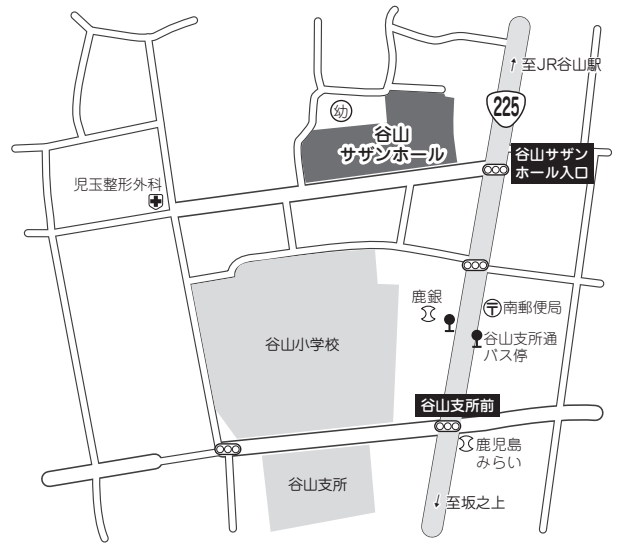 ↑至JR谷山駅
225
幼
谷山
サザンホール
谷山サザン
ホール入口
児玉整形外科
鹿銀
〒南郵便局
谷山支所通
バス停
谷山小学校
谷山支所前
鹿児島
みらい
谷山支所
↓至坂之上